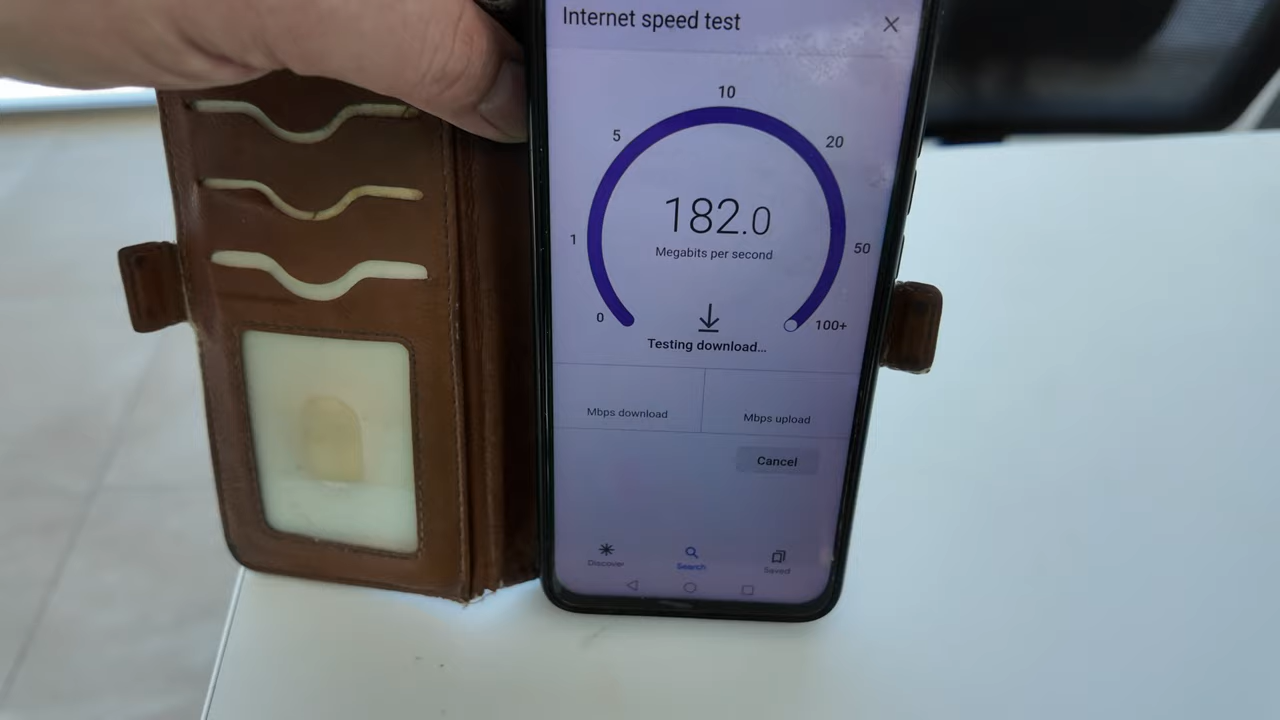 Internet speed test
10
5
20
182.0
1
50
Megabits per second
0
100+
Testing download...
Mbps download
Mbps upload
Cancel
Discover
Search
Saved